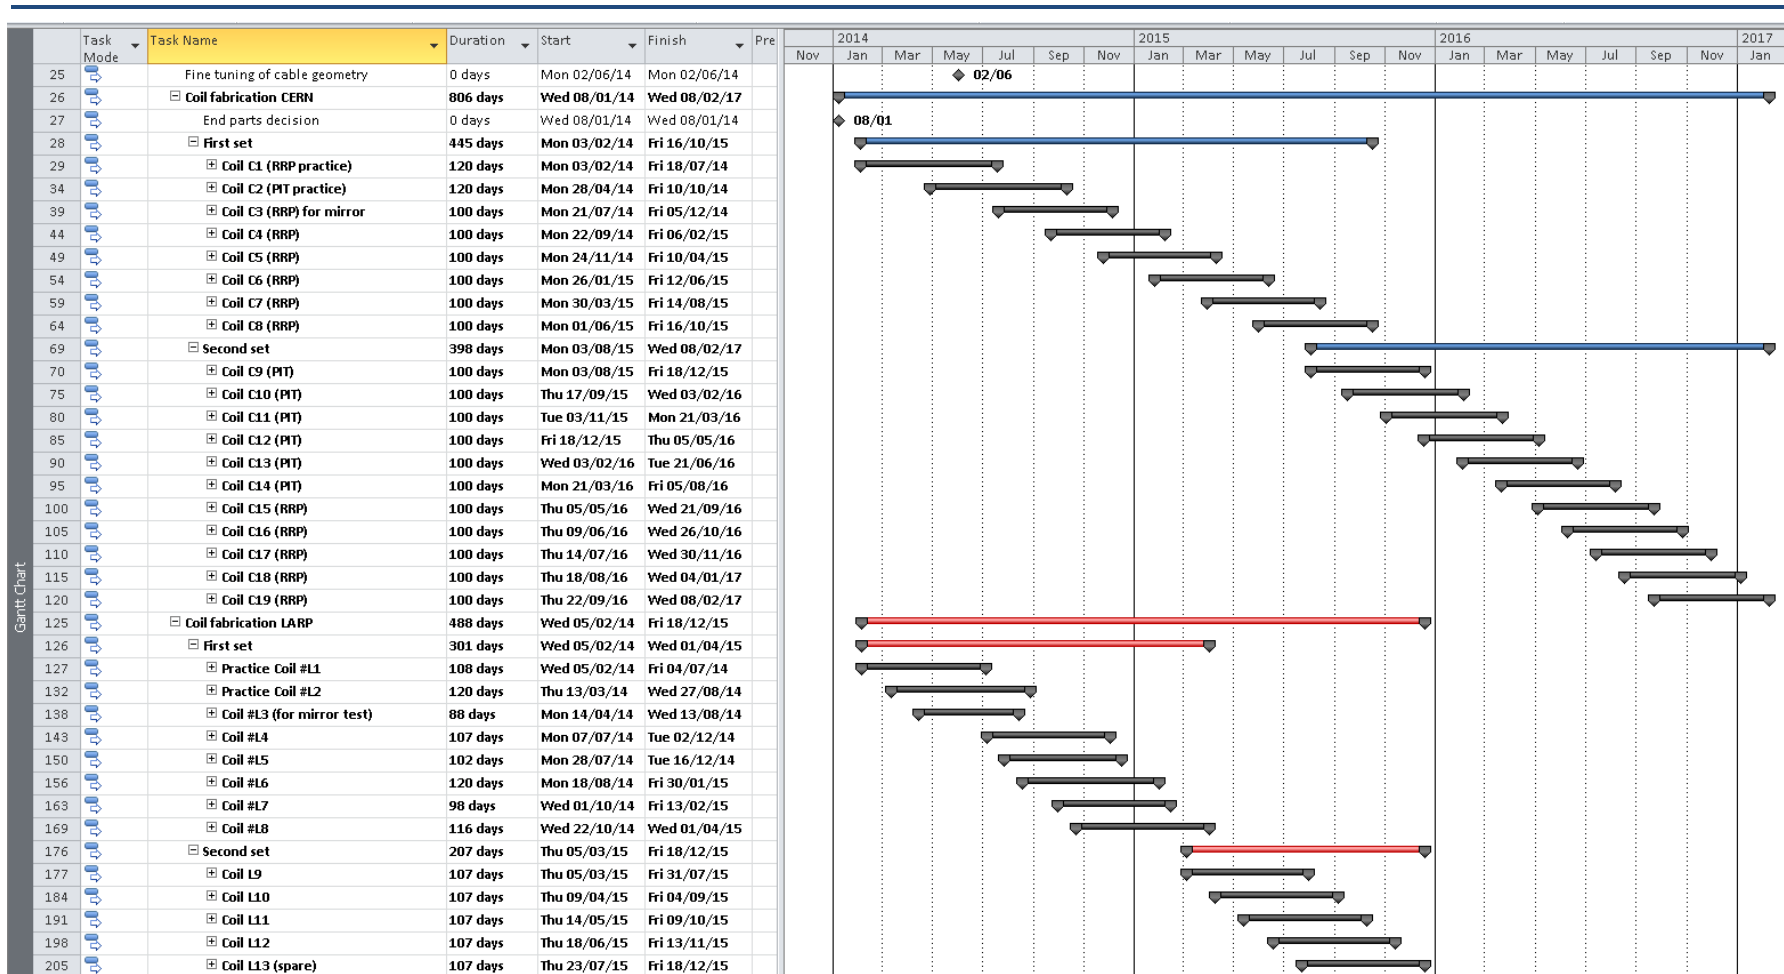 Task Mode Task Name Duration Start Finish Pre
2014 2015 2016 2017
Nov Jan Mar May Jul Sep Nov Jan Mar May Jul Sep Nov Jan Mar May Jul Sep Nov Jan
25 Fine tuning of cable geometry 0 days Mon 02/06/14 Mon 02/06/14 02/06
26 Coil fabrication CERN 806 days Wed 08/01/14 Wed 08/02/17
27 End parts decision 0 days Wed 08/01/14 Wed 08/01/14 08/01
28 First set 445 days Mon 03/02/14 Fri 16/10/15
29 Coil C1 (RRP practice) 120 days Mon 03/02/14 Fri 18/07/14
34 Coil C2 (PIT practice) 120 days Mon 28/04/14 Fri 10/10/14
39 Coil C3 (RRP) for mirror 100 days Mon 21/07/14 Fri 05/12/14
44 Coil C4 (RRP) 100 days Mon 22/09/14 Fri 06/02/15
49 Coil C5 (RRP) 100 days Mon 24/11/14 Fri 10/04/15
54 Coil C6 (RRP) 100 days Mon 26/01/15 Fri 12/06/15
59 Coil C7 (RRP) 100 days Mon 30/03/15 Fri 14/08/15
64 Coil C8 (RRP) 100 days Mon 01/06/15 Fri 16/10/15
69 Second set 398 days Mon 03/08/15 Wed 08/02/17
70 Coil C9 (PIT) 100 days Mon 03/08/15 Fri 18/12/15
75 Coil C10 (PIT) 100 days Thu 17/09/15 Wed 03/02/16
80 Coil C11 (PIT) 100 days Tue 03/11/15 Mon 21/03/16
85 Coil C12 (PIT) 100 days Fri 18/12/15 Thu 05/05/16
90 Coil C13 (PIT) 100 days Wed 03/02/16 Tue 21/06/16
95 Coil C14 (PIT) 100 days Mon 21/03/16 Fri 05/08/16
100 Coil C15 (RRP) 100 days Thu 05/05/16 Wed 21/09/16
105 Coil C16 (RRP) 100 days Thu 09/06/16 Wed 26/10/16
110 Coil C17 (RRP) 100 days Thu 14/07/16 Wed 30/11/16
115 Coil C18 (RRP) 100 days Thu 18/08/16 Wed 04/01/17
120 Coil C19 (RRP) 100 days Thu 22/09/16 Wed 08/02/17
125 Coil fabrication LARP 488 days Wed 05/02/14 Fri 18/12/15
126 First set 301 days Wed 05/02/14 Wed 01/04/15
127 Practice Coil #L1 108 days Wed 05/02/14 Fri 04/07/14
132 Practice Coil #L2 120 days Thu 13/03/14 Wed 27/08/14
138 Coil #L3 (for mirror test) 88 days Mon 14/04/14 Wed 13/08/14
143 Coil #L4 107 days Mon 07/07/14 Tue 02/12/14
150 Coil #L5 102 days Mon 28/07/14 Tue 16/12/14
156 Coil #L6 120 days Mon 18/08/14 Fri 30/01/15
163 Coil #L7 98 days Wed 01/10/14 Fri 13/02/15
169 Coil #L8 116 days Wed 22/10/14 Wed 01/04/15
176 Second set 207 days Thu 05/03/15 Fri 18/12/15
177 Coil L9 107 days Thu 05/03/15 Fri 31/07/15
184 Coil L10 107 days Thu 09/04/15 Fri 04/09/15
191 Coil L11 107 days Thu 14/05/15 Fri 09/10/15
198 Coil L12 107 days Thu 18/06/15 Fri 13/11/15
205 Coil L13 (spare) 107 days Thu 23/07/15 Fri 18/12/15
Gantt Chart